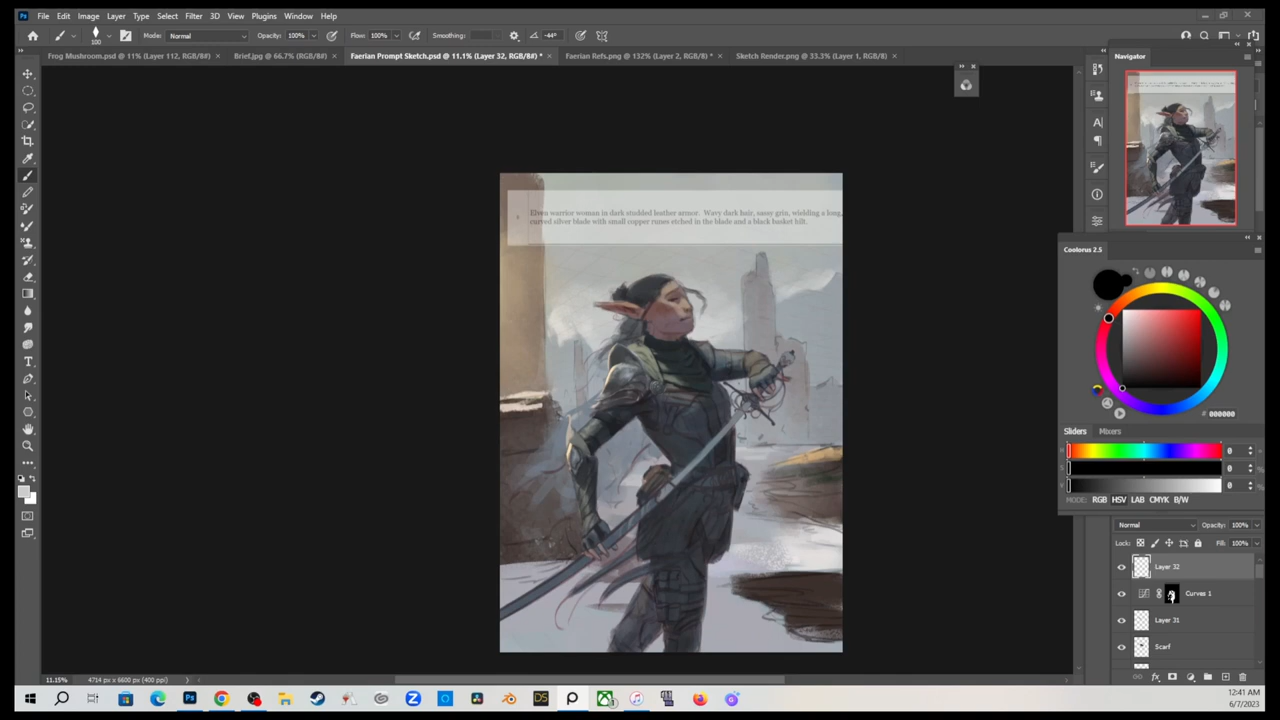 File Edit Image Layer Type Select Filter 3D View Plugins Window Help
100 Mode: Normal Opacity: 100% Flow: 100% Smoothing: -44°
Frog Mushroom.psd @ 11% (Layer 112, RGB/8#) × Brief.jpg @ 66.7% (RGB/8#) × Faerian Prompt Sketch.psd @ 11.1% (Layer 32, RGB/8#) * × Faerian Refs.png @ 132% (Layer 2, RGB/8) * × Sketch Render.png @ 33.3% (Layer 1, RGB/8) ×
Navigator
Elven warrior woman in dark studded leather armor. Wavy dark hair, sassy grin, wielding a long,
curved silver blade with small copper runes etched in the blade and a black basket hilt.
Coolorus 2.5
# 000000
Sliders Mixers
H 0
S 0
V 0
MODE: RGB HSV LAB CMYK B/W
Normal Opacity: 100%
Lock: Fill: 100%
Layer 32
Curves 1
Layer 31
Scarf
11.15% 4714 px x 6600 px (400 ppi)
12:41 AM
6/7/2023